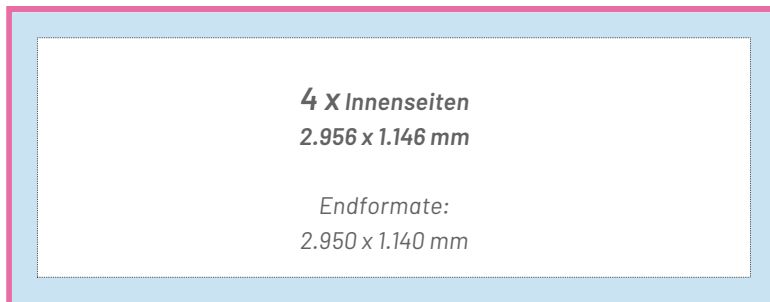 4 x Innenseiten
2.956 x 1.146 mm
Endformate:
2.950 x 1.140 mm